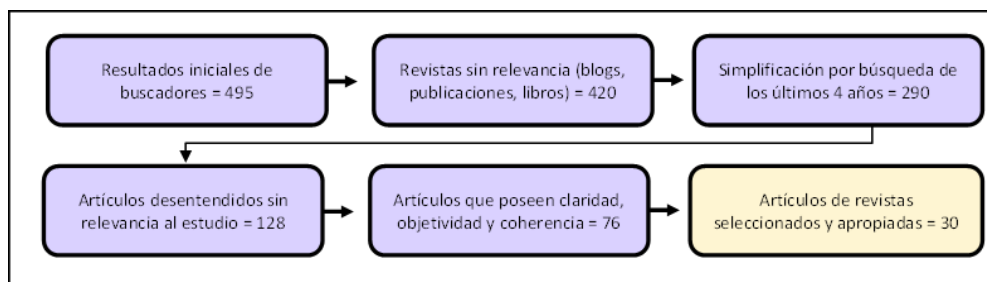 Resultados iniciales de
buscadores = 495
Revistas sin relevancia (blogs,
publicaciones, libros) = 420
Simplificación por búsqueda de
los últimos 4 años = 290
Artículos desentendidos sin
relevancia al estudio = 128
Artículos que poseen claridad,
objetividad y coherencia = 76
Artículos de revistas
seleccionados y apropiadas = 30